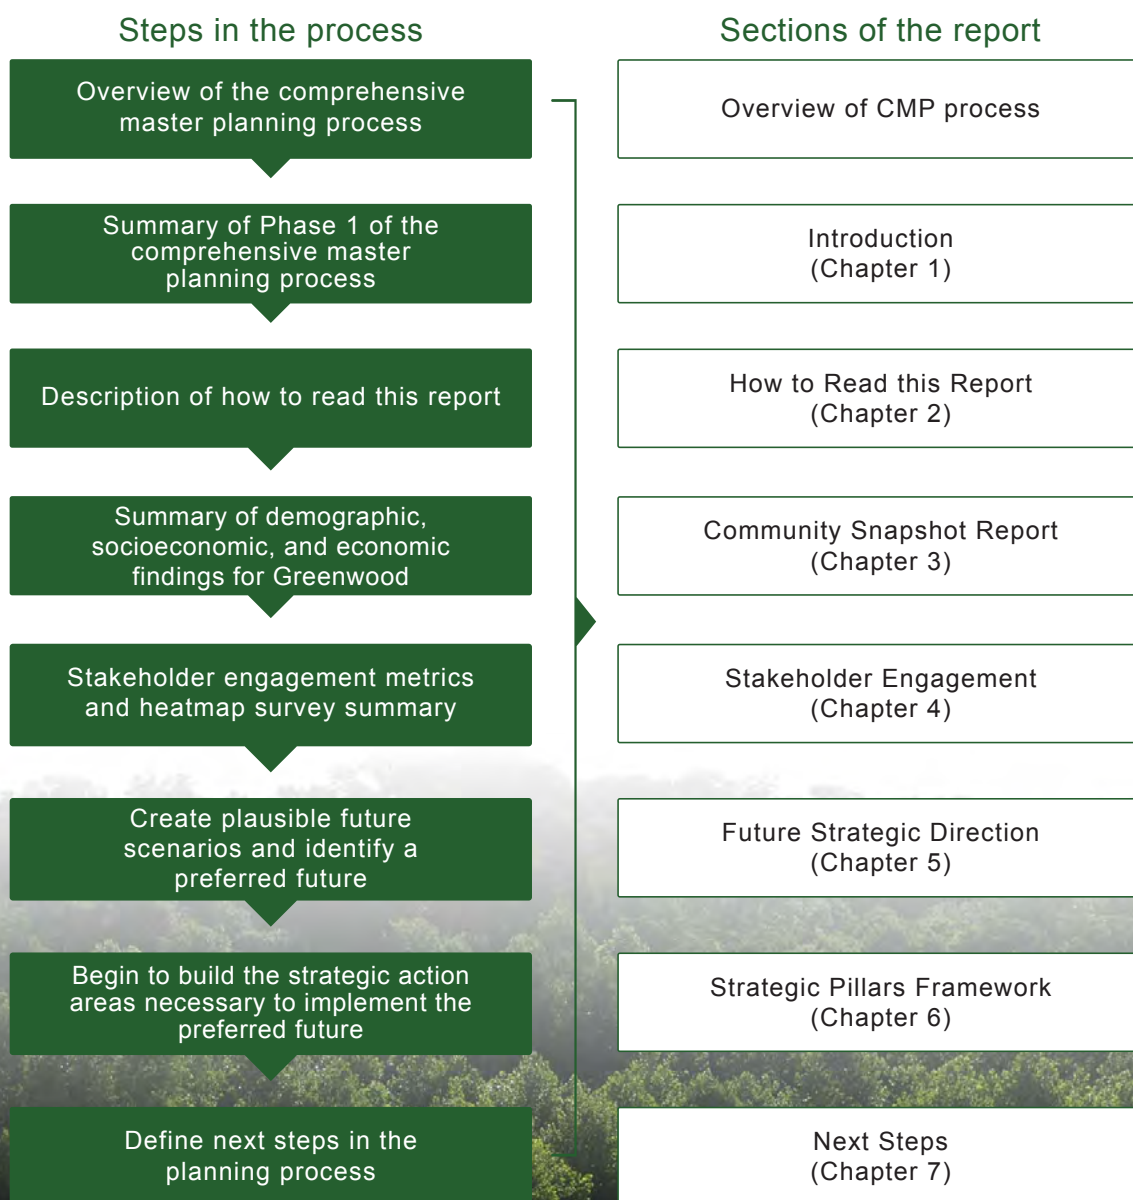 Steps in the process
Sections of the report
Overview of the comprehensive
master planning process
Overview of CMP process
Summary of Phase 1 of the
comprehensive master
planning process
Introduction
(Chapter 1)
Description of how to read this report
How to Read this Report
(Chapter 2)
Summary of demographic,
socioeconomic, and economic
findings for Greenwood
Community Snapshot Report
(Chapter 3)
Stakeholder engagement metrics
and heatmap survey summary
Stakeholder Engagement
(Chapter 4)
Create plausible future
scenarios and identify a
preferred future
Future Strategic Direction
(Chapter 5)
Begin to build the strategic action
areas necessary to implement the
preferred future
Strategic Pillars Framework
(Chapter 6)
Define next steps in the
planning process
Next Steps
(Chapter 7)